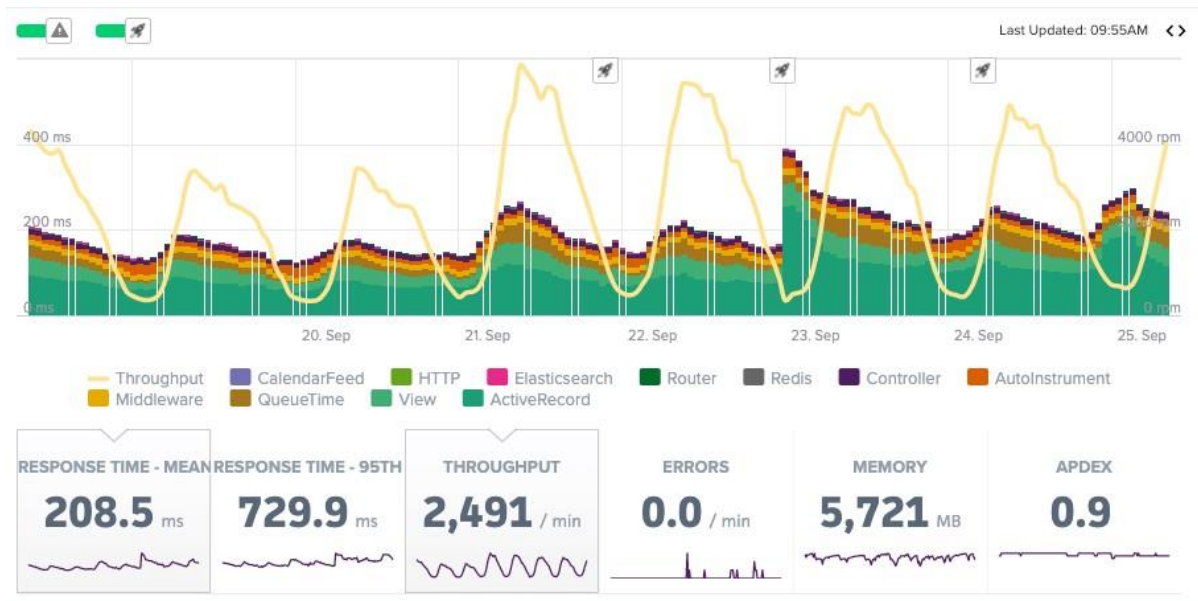 Last Updated: 09:55AM
400 ms
4000 rpm
200 ms
0 ms
0 rpm
20. Sep
21. Sep
22. Sep
23. Sep
24. Sep
25. Sep
Throughput CalendarFeed HTTP Elasticsearch Router Redis Controller AutoInstrument
Middleware QueueTime View ActiveRecord
RESPONSE TIME - MEAN RESPONSE TIME - 95TH THROUGHPUT ERRORS MEMORY APDEX
208.5 ms 729.9 ms 2,491 / min 0.0 / min 5,721 MB 0.9